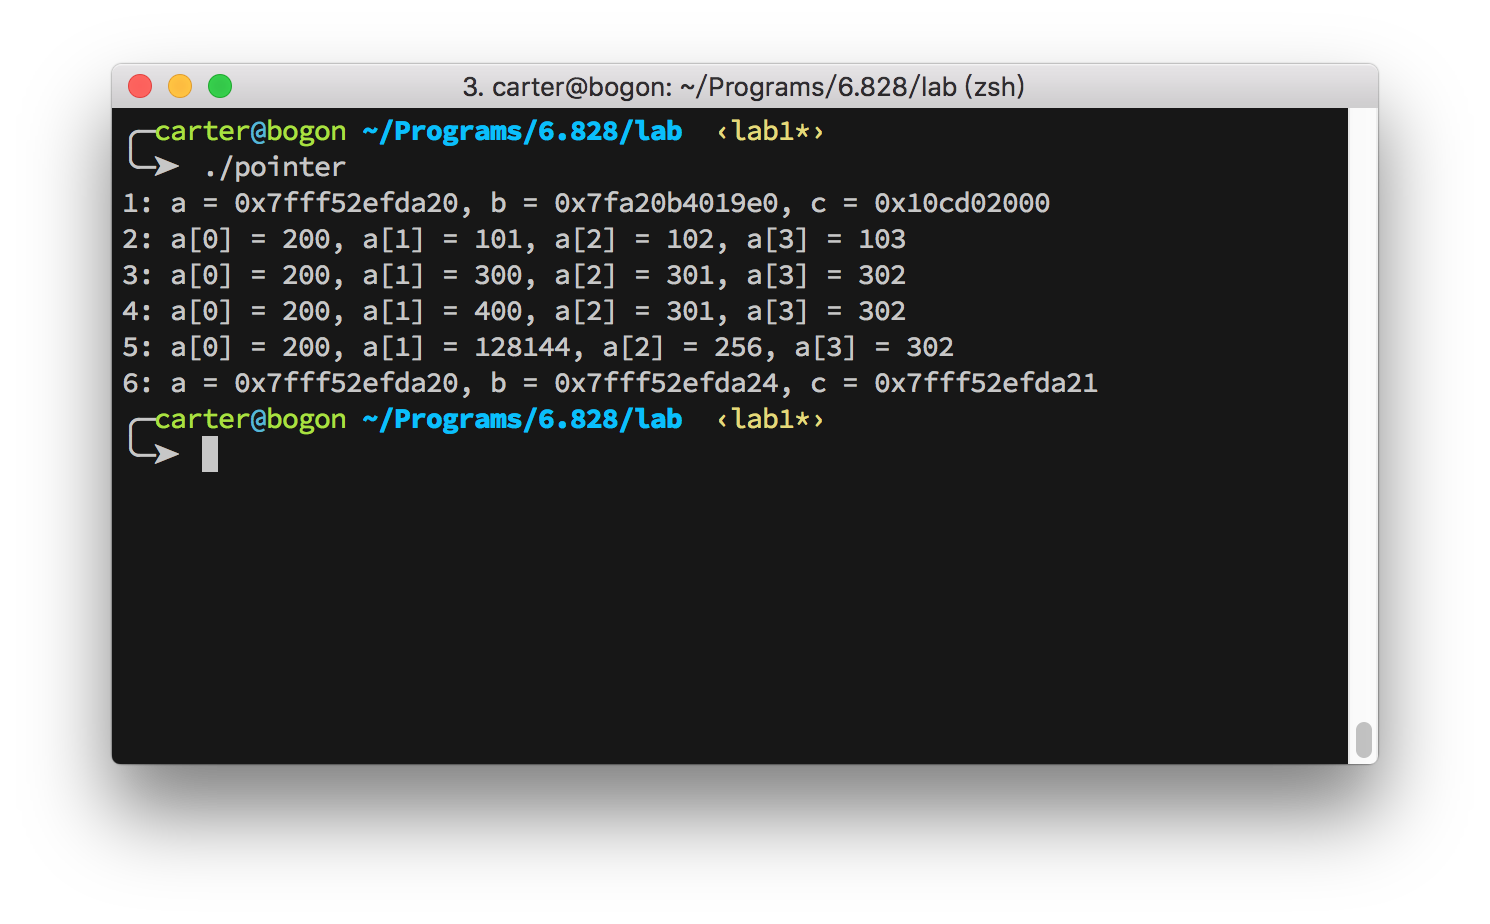 3. carter@bogon: ~/Programs/6.828/lab (zsh)
carter@bogon ~/Programs/6.828/lab ‹lab1*›
./pointer
1: a = 0x7fff52efda20, b = 0x7fa20b4019e0, c = 0x10cd02000
2: a[0] = 200, a[1] = 101, a[2] = 102, a[3] = 103
3: a[0] = 200, a[1] = 300, a[2] = 301, a[3] = 302
4: a[0] = 200, a[1] = 400, a[2] = 301, a[3] = 302
5: a[0] = 200, a[1] = 128144, a[2] = 256, a[3] = 302
6: a = 0x7fff52efda20, b = 0x7fff52efda24, c = 0x7fff52efda21
carter@bogon ~/Programs/6.828/lab ‹lab1*›